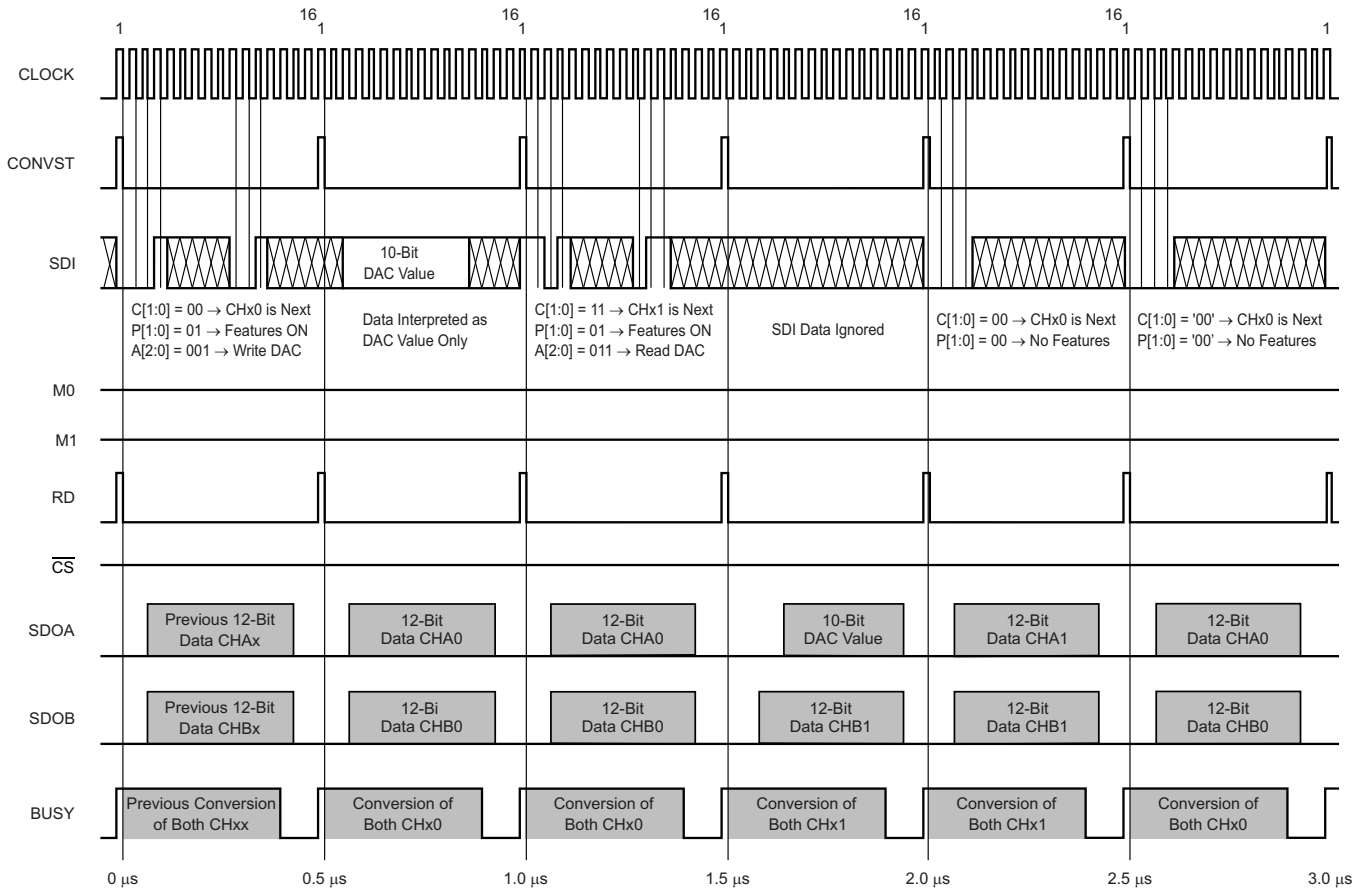 16 16 16 16 16
1 1 1 1 1 1 1
CLOCK
CONVST
SDI
10-Bit
DAC Value
C[1:0] = 00 → CHx0 is Next
P[1:0] = 01 → Features ON
A[2:0] = 001 → Write DAC
Data Interpreted as
DAC Value Only
C[1:0] = 11 → CHx1 is Next
P[1:0] = 01 → Features ON
A[2:0] = 011 → Read DAC
SDI Data Ignored
C[1:0] = 00 → CHx0 is Next
P[1:0] = 00 → No Features
C[1:0] = '00' → CHx0 is Next
P[1:0] = '00' → No Features
M0
M1
RD
CS
SDOA
Previous 12-Bit
Data CHAx
12-Bit
Data CHA0
12-Bit
Data CHA0
10-Bit
DAC Value
12-Bit
Data CHA1
12-Bit
Data CHA0
SDOB
Previous 12-Bit
Data CHBx
12-Bi
Data CHB0
12-Bit
Data CHB0
12-Bit
Data CHB1
12-Bit
Data CHB1
12-Bit
Data CHB0
BUSY
Previous Conversion
of Both CHxx
Conversion of
Both CHx0
Conversion of
Both CHx0
Conversion of
Both CHx1
Conversion of
Both CHx1
Conversion of
Both CHx0
0 µs 0.5 µs 1.0 µs 1.5 µs 2.0 µs 2.5 µs 3.0 µs